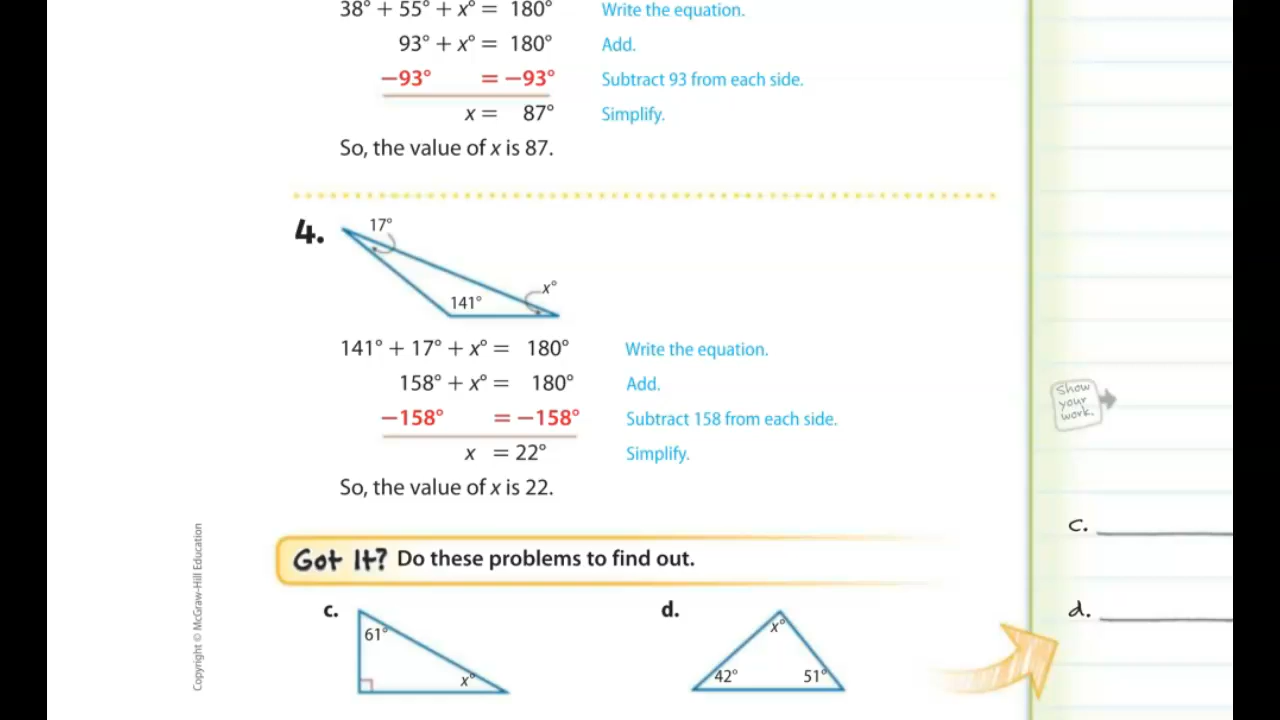 38° + 55° + x° = 180° Write the equation.
93° + x° = 180° Add.
−93° = −93° Subtract 93 from each side.
x = 87° Simplify.
So, the value of x is 87.
4.
17°
x°
141°
141° + 17° + x° = 180° Write the equation.
158° + x° = 180° Add.
−158° = −158° Subtract 158 from each side.
x = 22° Simplify.
So, the value of x is 22.
Show
your
work.
Copyright © McGraw-Hill Education
Got It? Do these problems to find out.
c.
61°
x°
d.
x°
42° 51°
c.
d.